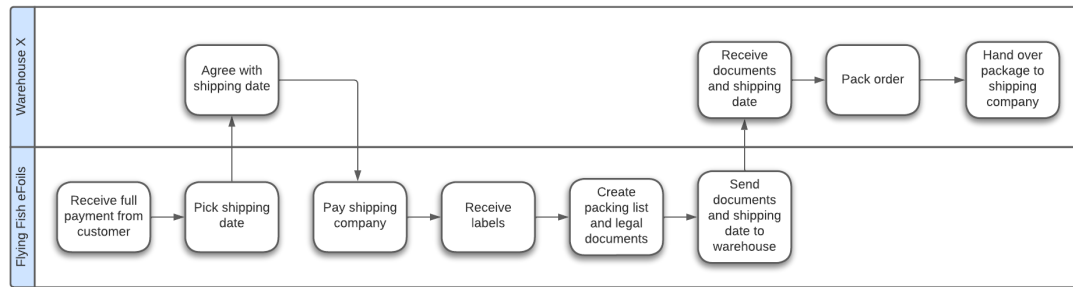 Warehouse X
Agree with
shipping date
Receive
documents
and shipping
date
Pack order
Hand over
package to
shipping
company
Flying Fish eFoils
Receive full
payment from
customer
Pick shipping
date
Pay shipping
company
Receive
labels
Create
packing list
and legal
documents
Send
documents
and shipping
date to
warehouse